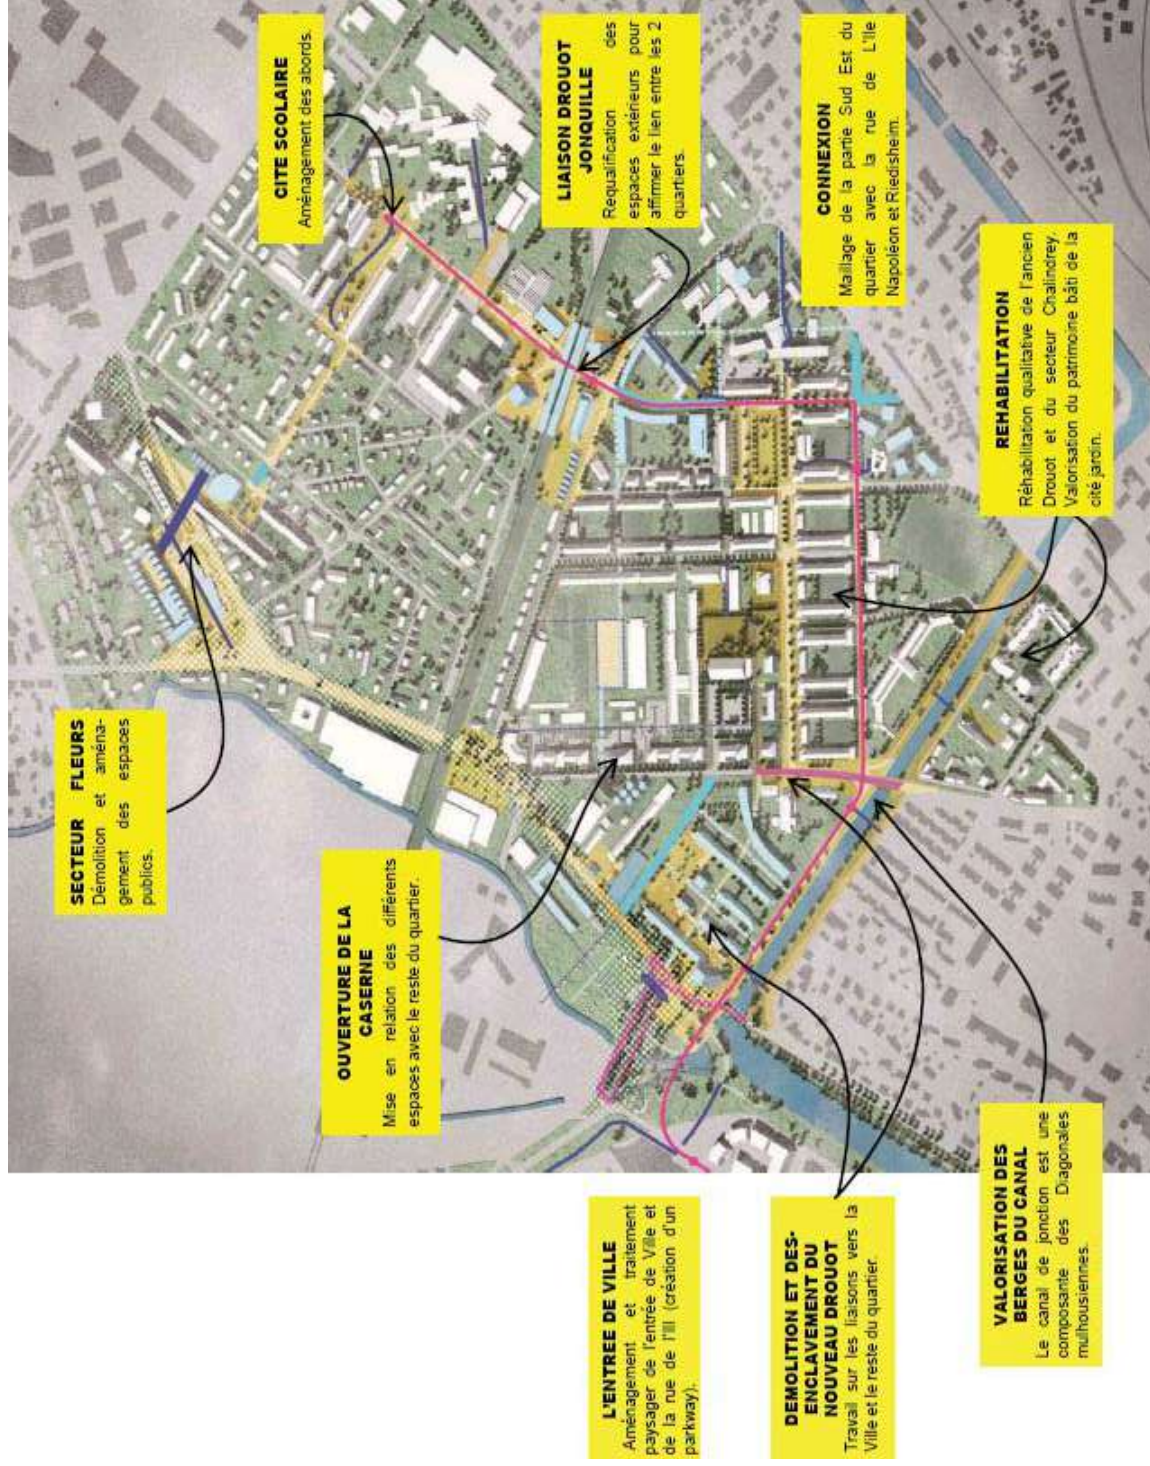 SECTEUR FLEURS
Démolition et aména-
gement des espaces
publics.
CITE SCOLAIRE
Aménagement des abords.
OUVERTURE DE LA
CASERNE
Mise en relation des différents
espaces avec le reste du quartier.
LIAISON DROUOT
JONQUILLE
Requalification des
espaces extérieurs pour
affirmer le lien entre les 2
quartiers.
L'ENTREE DE VILLE
Aménagement et traitement
paysager de l'entrée de Ville et
de la rue de l'Ill (création d'un
parkway).
DEMOLITION ET DES-
ENCLAVEMENT DU
NOUVEAU DROUOT
Travail sur les liaisons vers la
Ville et le reste du quartier.
CONNEXION
Maillage de la partie Sud Est du
quartier avec la rue de L'Ile
Napoléon et Riedisheim.
VALORISATION DES
BERGES DU CANAL
Le canal de jonction est une
composante des Diagonales
mulhousiennes.
REHABILITATION
Réhabilitation qualitative de l'ancien
Drouot et du secteur Chalindrey.
Valorisation du patrimoine bâti de la
cité jardin.